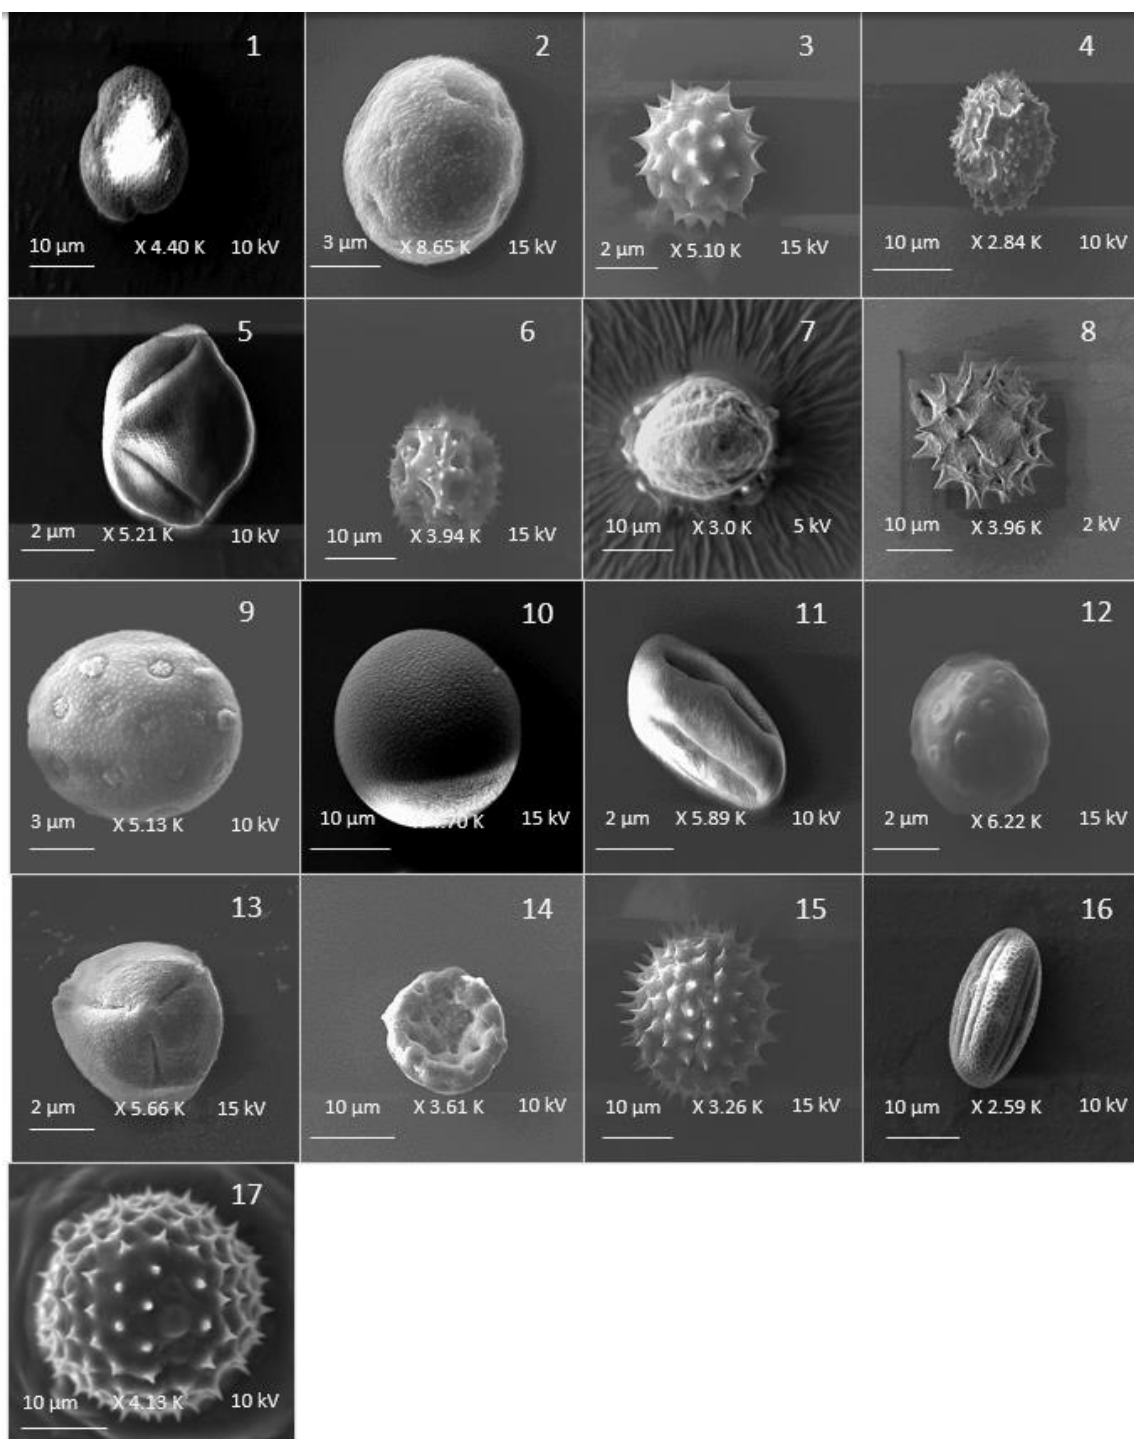 1
10 µm X 4.40 K 10 kV
2
3 µm X 8.65 K 15 kV
3
2 µm X 5.10 K 15 kV
4
10 µm X 2.84 K 10 kV
5
2 µm X 5.21 K 10 kV
6
10 µm X 3.94 K 15 kV
7
10 µm X 3.0 K 5 kV
8
10 µm X 3.96 K 2 kV
9
3 µm X 5.13 K 10 kV
10
10 µm K 15 kV
11
2 µm X 5.89 K 10 kV
12
2 µm X 6.22 K 15 kV
13
2 µm X 5.66 K 15 kV
14
10 µm X 3.61 K 10 kV
15
10 µm X 3.26 K 15 kV
16
10 µm X 2.59 K 10 kV
17
10 µm X 4.13 K 10 kV